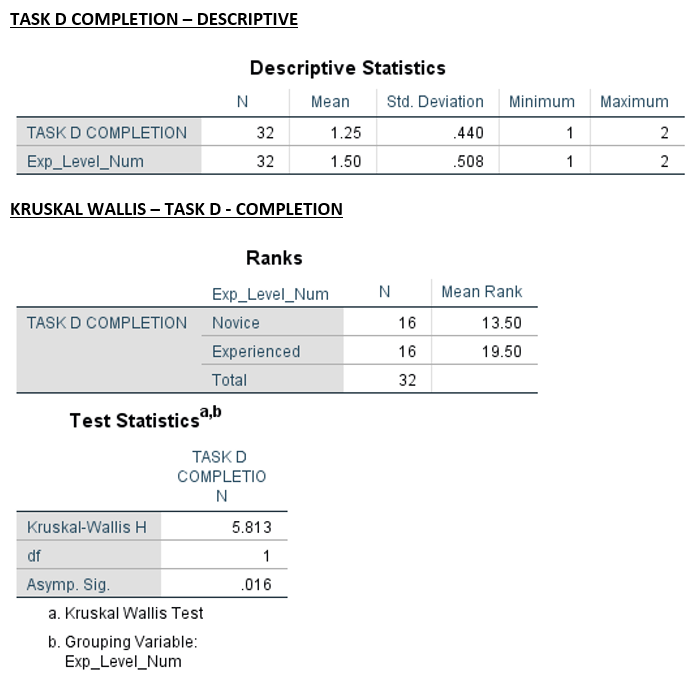 TASK D COMPLETION – DESCRIPTIVE
Descriptive Statistics
N Mean Std. Deviation Minimum Maximum
TASK D COMPLETION 32 1.25 .440 1 2
Exp_Level_Num 32 1.50 .508 1 2
KRUSKAL WALLIS – TASK D - COMPLETION
Ranks
Exp_Level_Num N Mean Rank
TASK D COMPLETION Novice 16 13.50
Experienced 16 19.50
Total 32
Test Statistics a,b
TASK D
COMPLETIO
N
Kruskal-Wallis H 5.813
df 1
Asymp. Sig. .016
a. Kruskal Wallis Test
b. Grouping Variable:
Exp_Level_Num